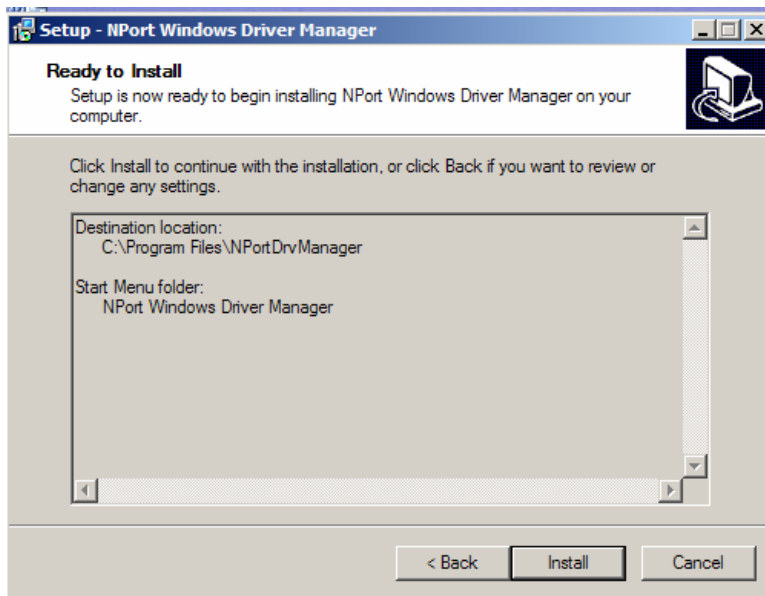 Setup - NPort Windows Driver Manager
Ready to Install
Setup is now ready to begin installing NPort Windows Driver Manager on your
computer.
Click Install to continue with the installation, or click Back if you want to review or
change any settings.
Destination location:
C:\Program Files\NPortDrvManager
Start Menu folder:
NPort Windows Driver Manager
< Back
Install
Cancel